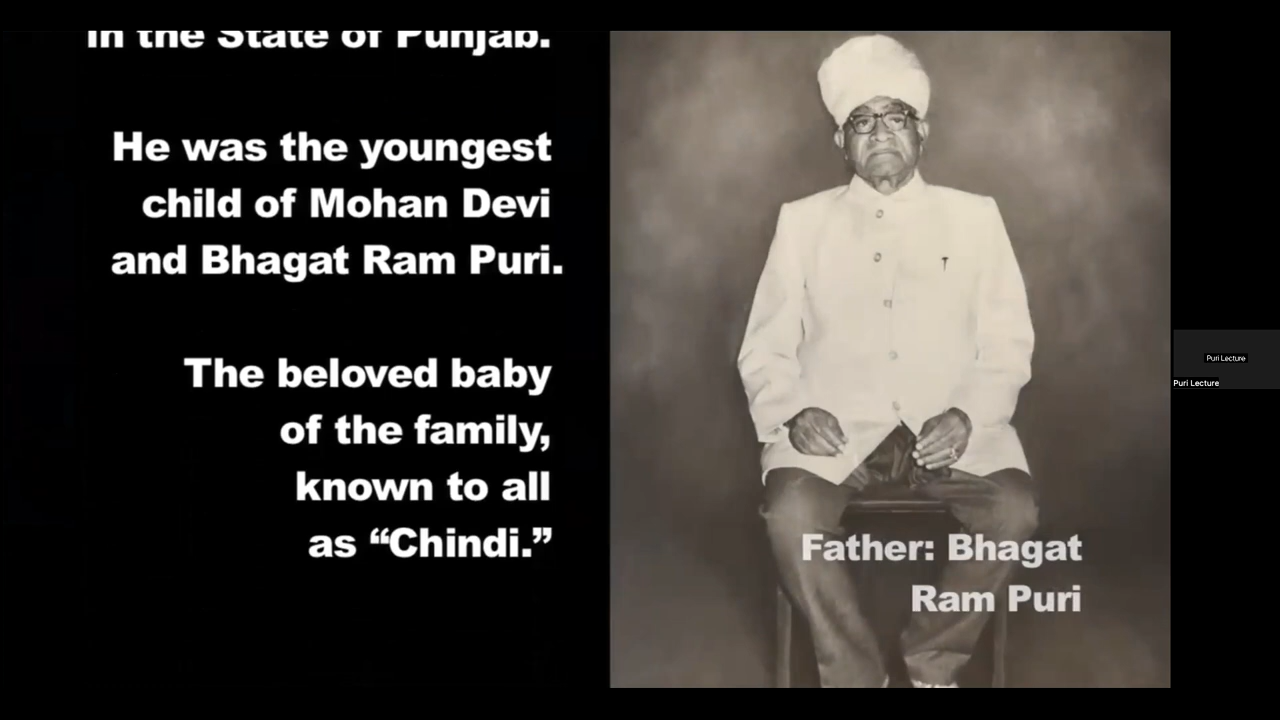 in the State of Punjab.
He was the youngest
child of Mohan Devi
and Bhagat Ram Puri.
The beloved baby
of the family,
known to all
as “Chindi.”
Father: Bhagat
Ram Puri
Puri Lecture
Puri Lecture